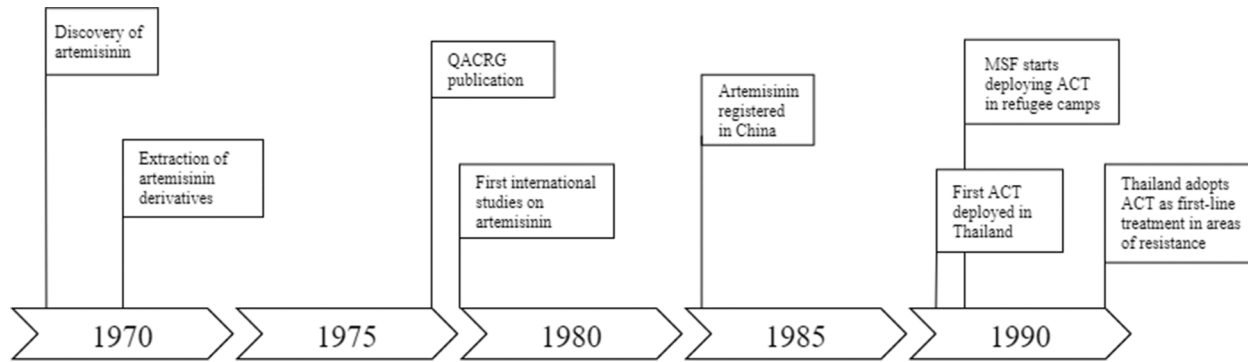 Discovery of
artemisinin
Extraction of
artemisinin
derivatives
QACRG
publication
First international
studies on
artemisinin
Artemisinin
registered
in China
MSF starts
deploying ACT
in refugee camps
First ACT
deployed in
Thailand
Thailand adopts
ACT as first-line
treatment in areas
of resistance
1970
1975
1980
1985
1990